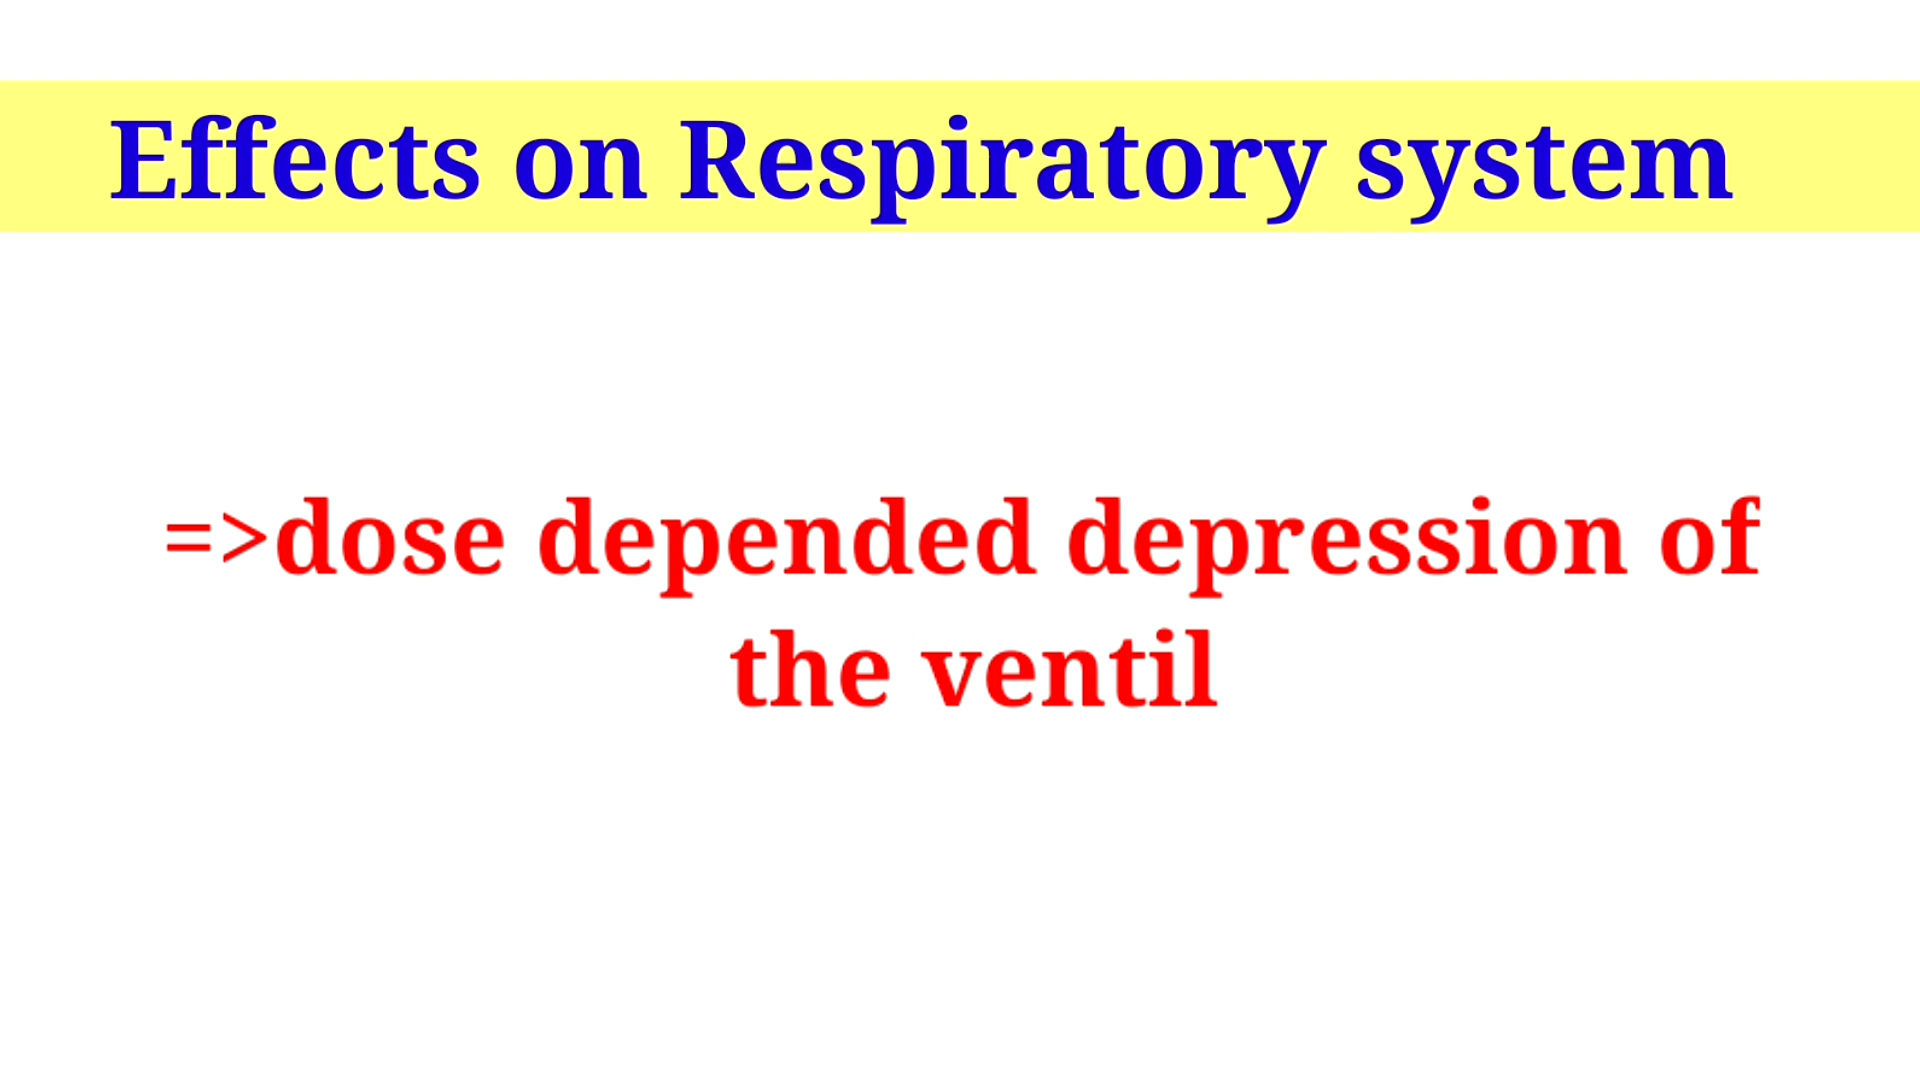 Effects on Respiratory system
=>dose depended depression of
the ventil